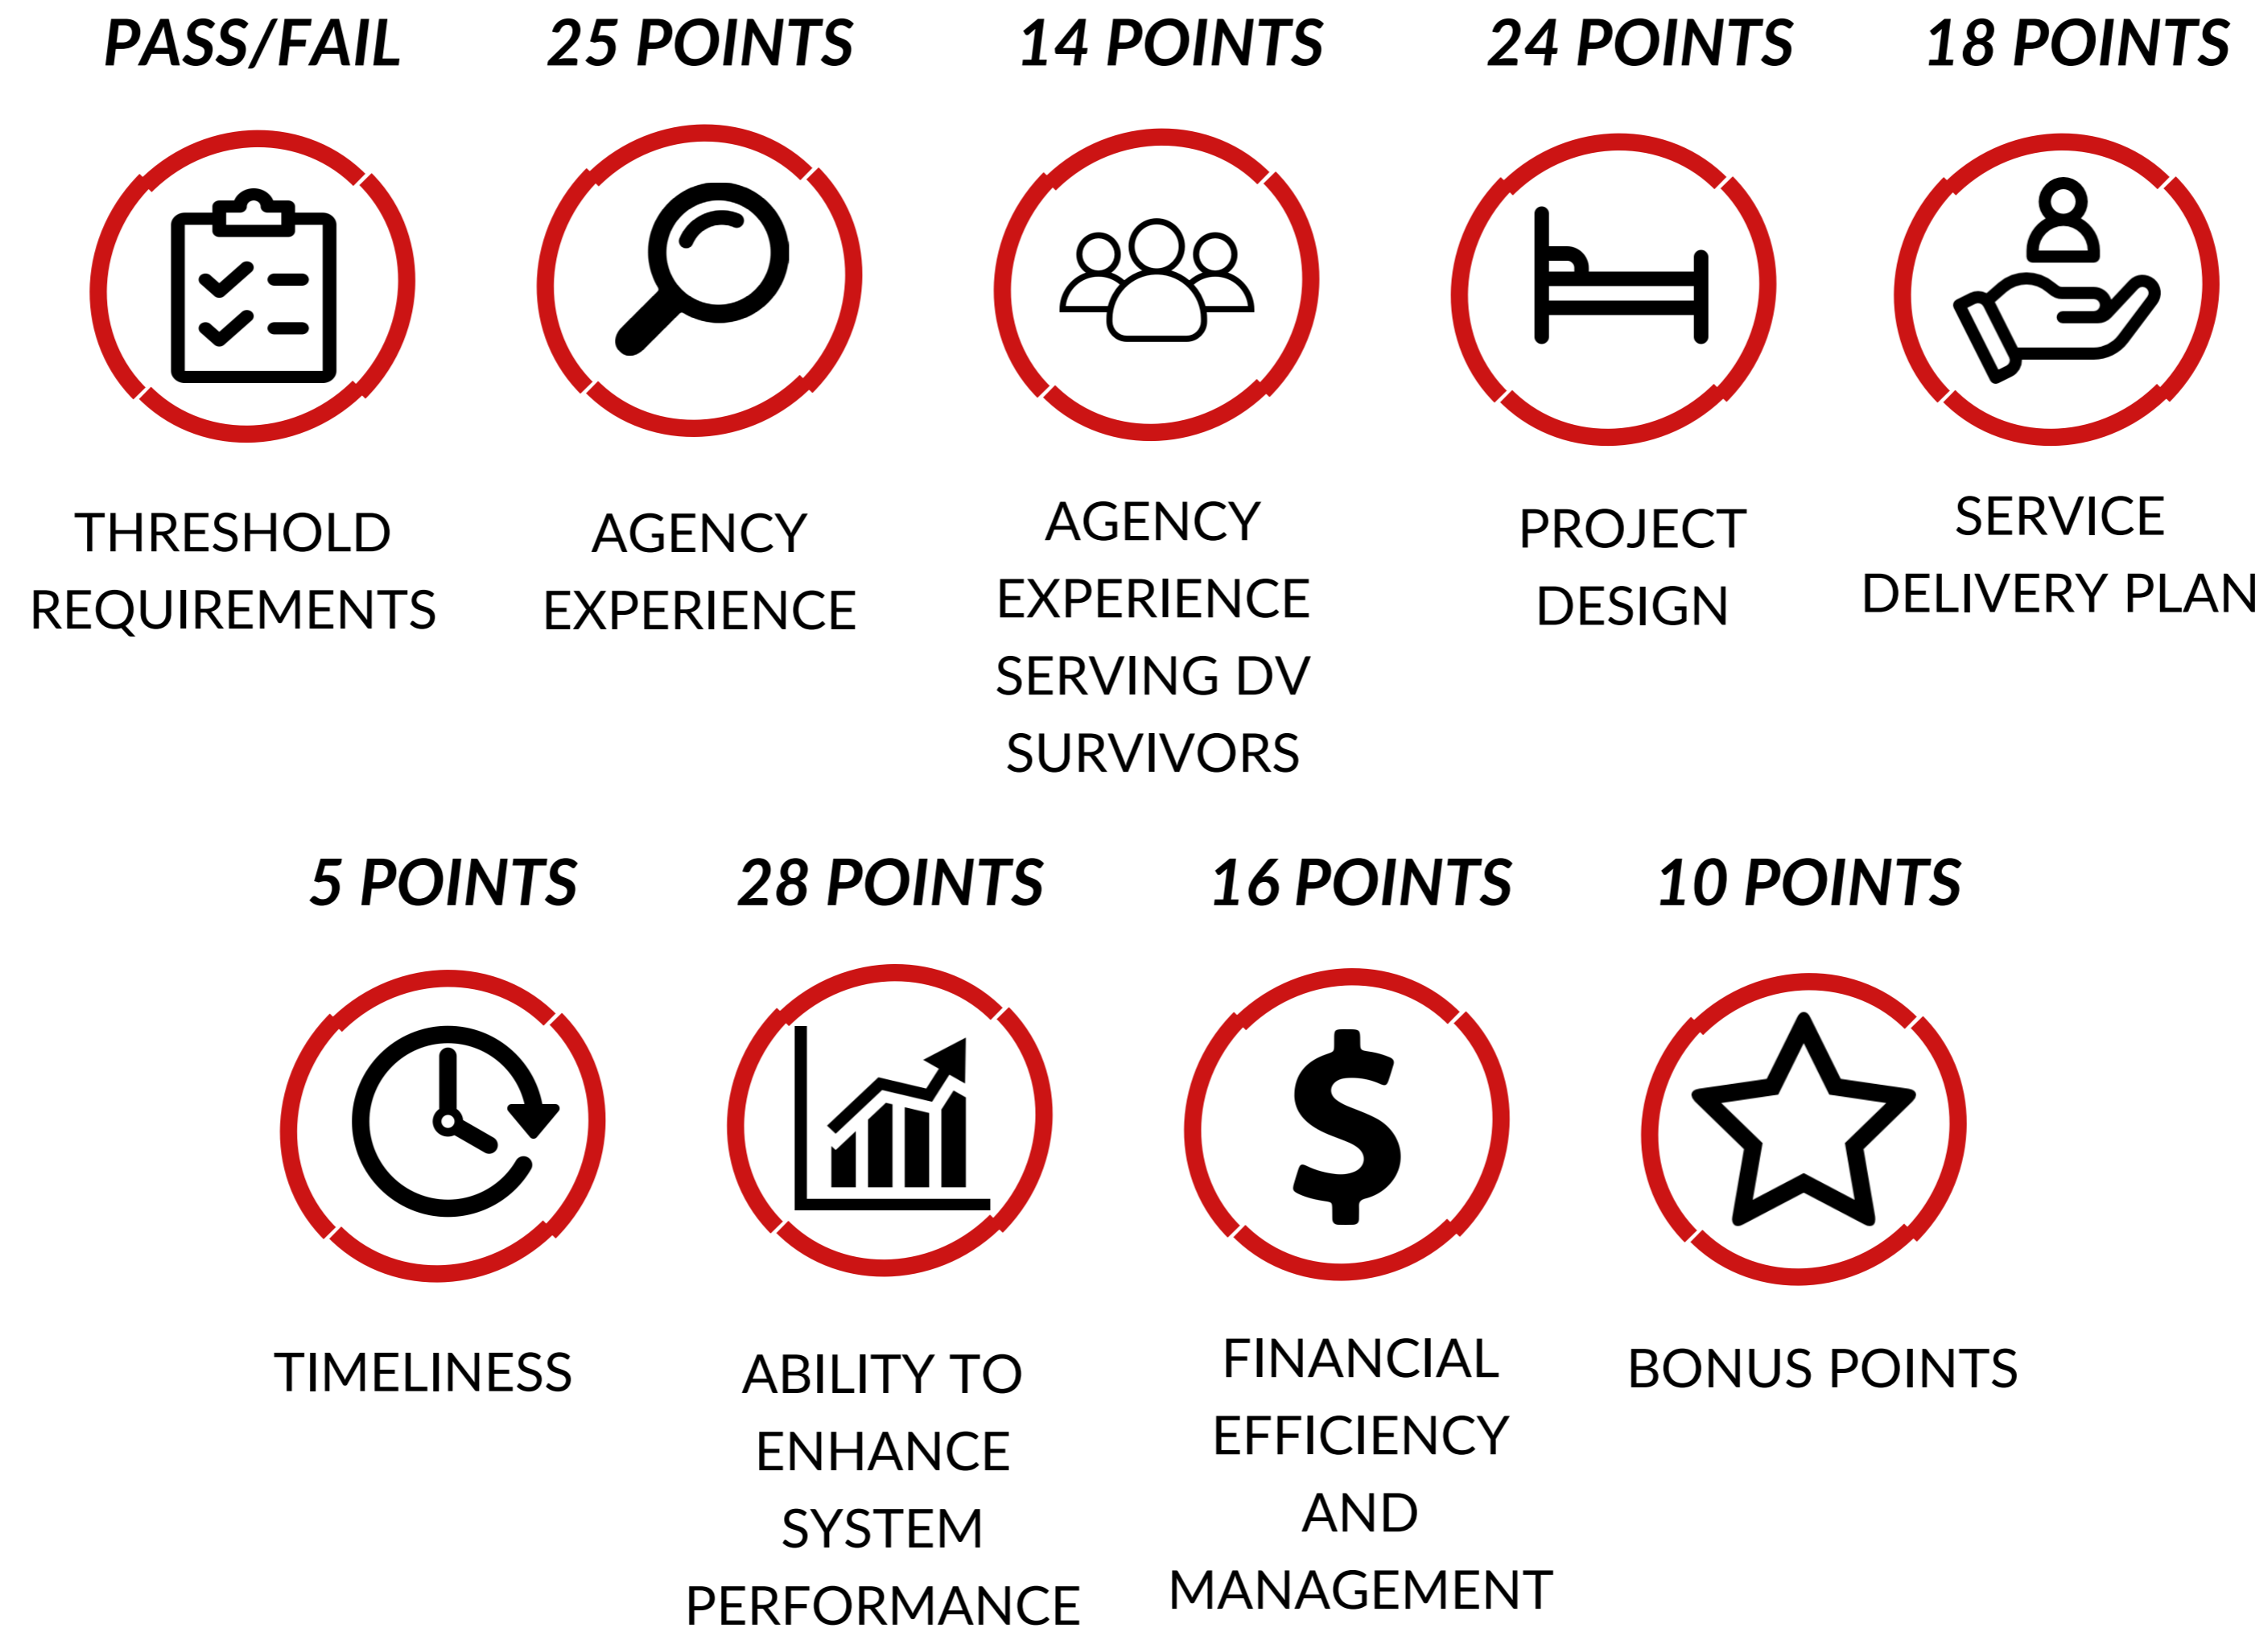 PASS/FAIL
THRESHOLD
REQUIREMENTS
25 POINTS
AGENCY
EXPERIENCE
14 POINTS
AGENCY
EXPERIENCE
SERVING DV
SURVIVORS
24 POINTS
PROJECT
DESIGN
18 POINTS
SERVICE
DELIVERY PLAN
5 POINTS
TIMELINESS
28 POINTS
ABILITY TO
ENHANCE
SYSTEM
PERFORMANCE
16 POINTS
FINANCIAL
EFFICIENCY
AND
MANAGEMENT
10 POINTS
BONUS POINTS